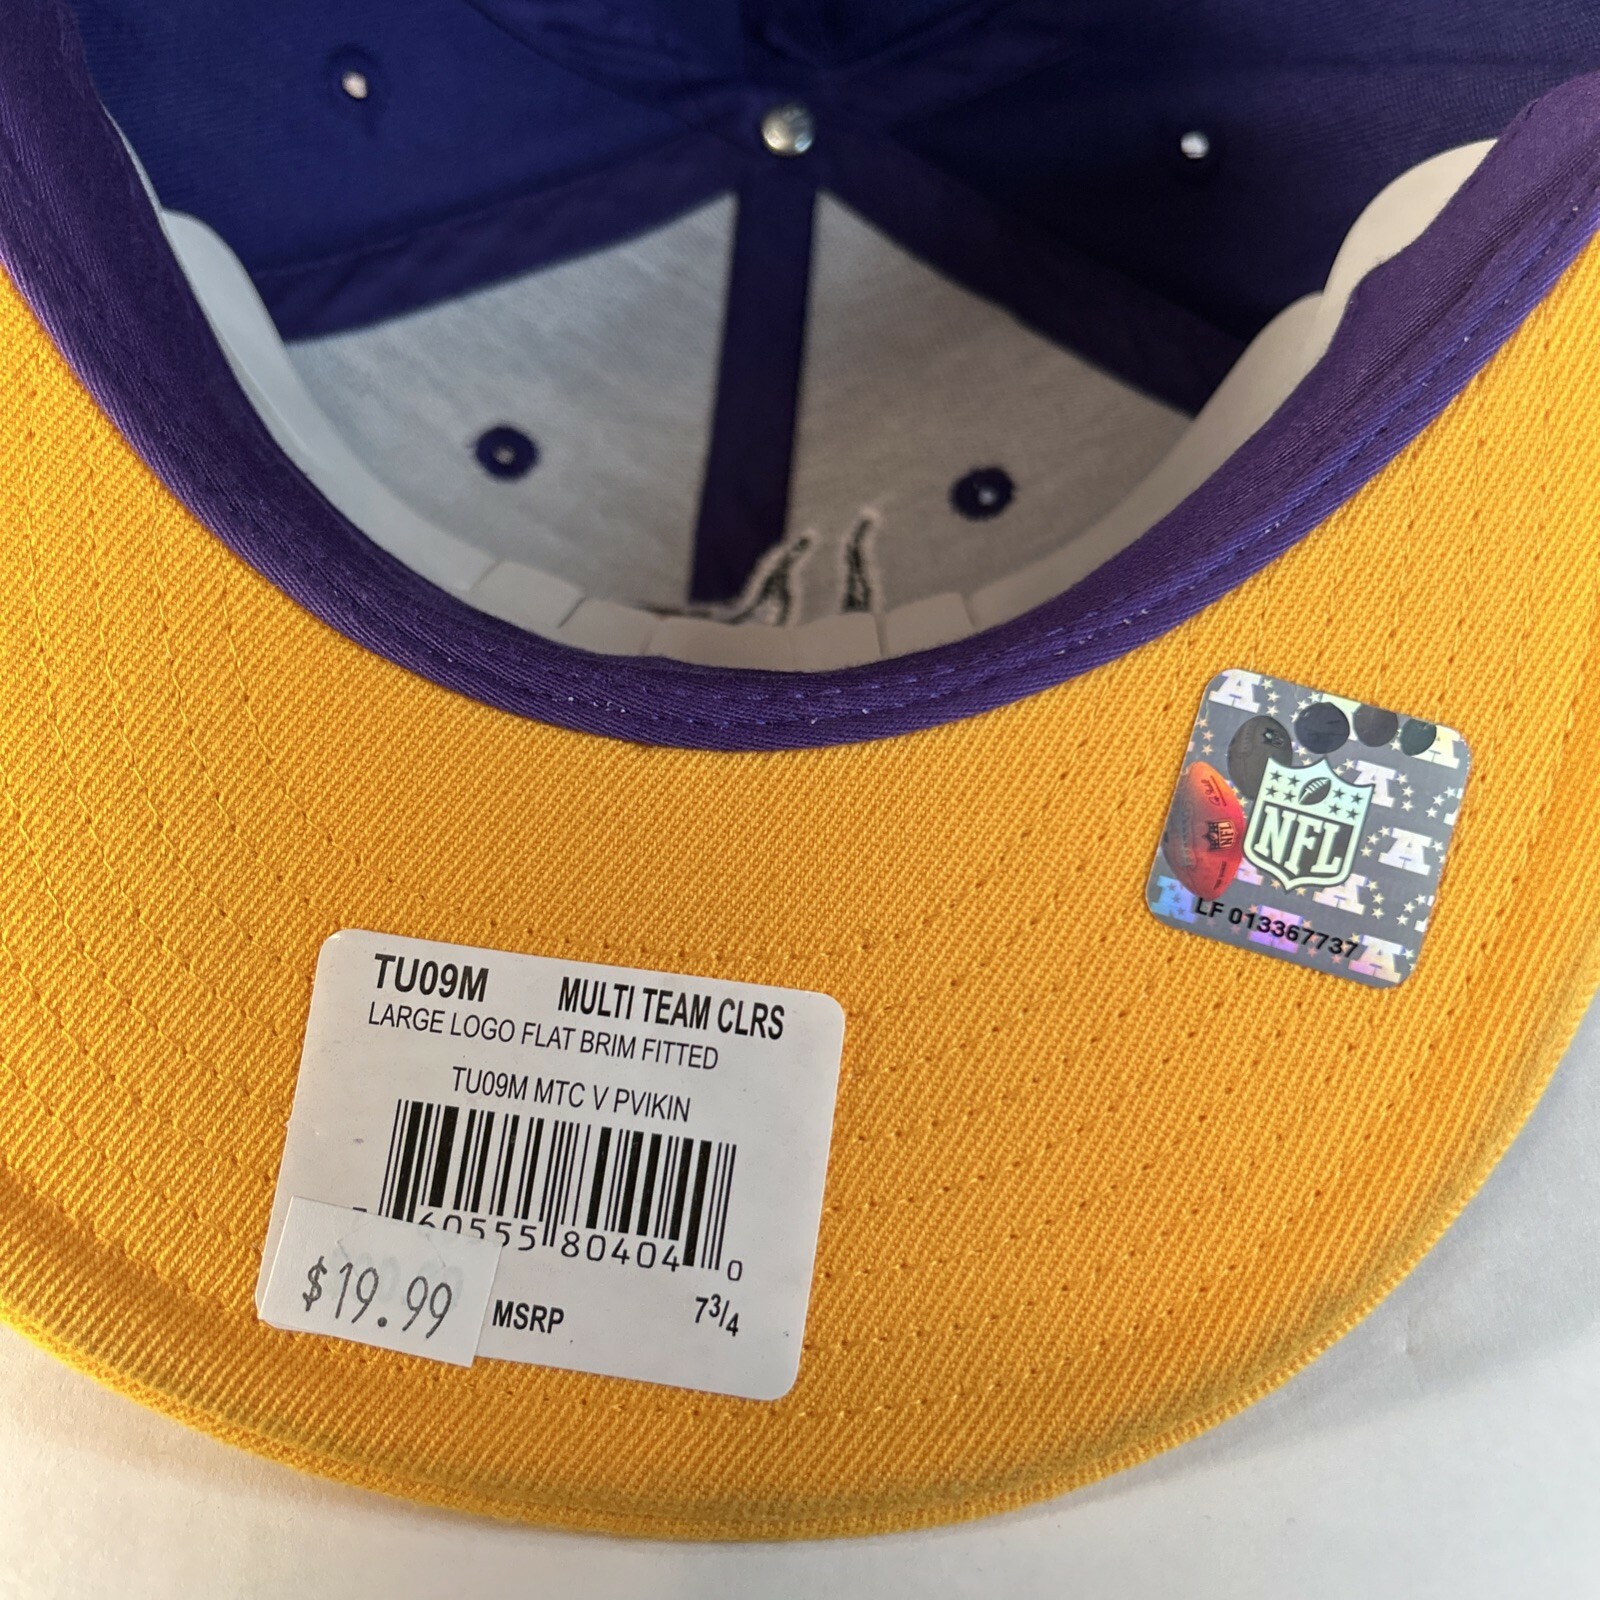 NFL
LF 013367737
TU09M MULTI TEAM CLRS
LARGE LOGO FLAT BRIM FITTED
TU09M MTC V PVIKIN
60555 80404 0
$19.99 MSRP 7 3/4